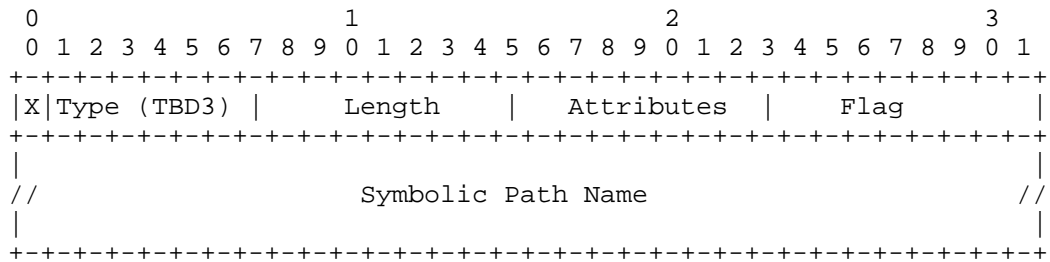 0                   1                   2                   3
 0 1 2 3 4 5 6 7 8 9 0 1 2 3 4 5 6 7 8 9 0 1 2 3 4 5 6 7 8 9 0 1
+-+-+-+-+-+-+-+-+-+-+-+-+-+-+-+-+-+-+-+-+-+-+-+-+-+-+-+-+-+-+-+-+
|X|Type (TBD3) |     Length    |   Attributes  |    Flag        |
+-+-+-+-+-+-+-+-+-+-+-+-+-+-+-+-+-+-+-+-+-+-+-+-+-+-+-+-+-+-+-+-+
|                                                               |
//                    Symbolic Path Name                       //
|                                                               |
+-+-+-+-+-+-+-+-+-+-+-+-+-+-+-+-+-+-+-+-+-+-+-+-+-+-+-+-+-+-+-+-+